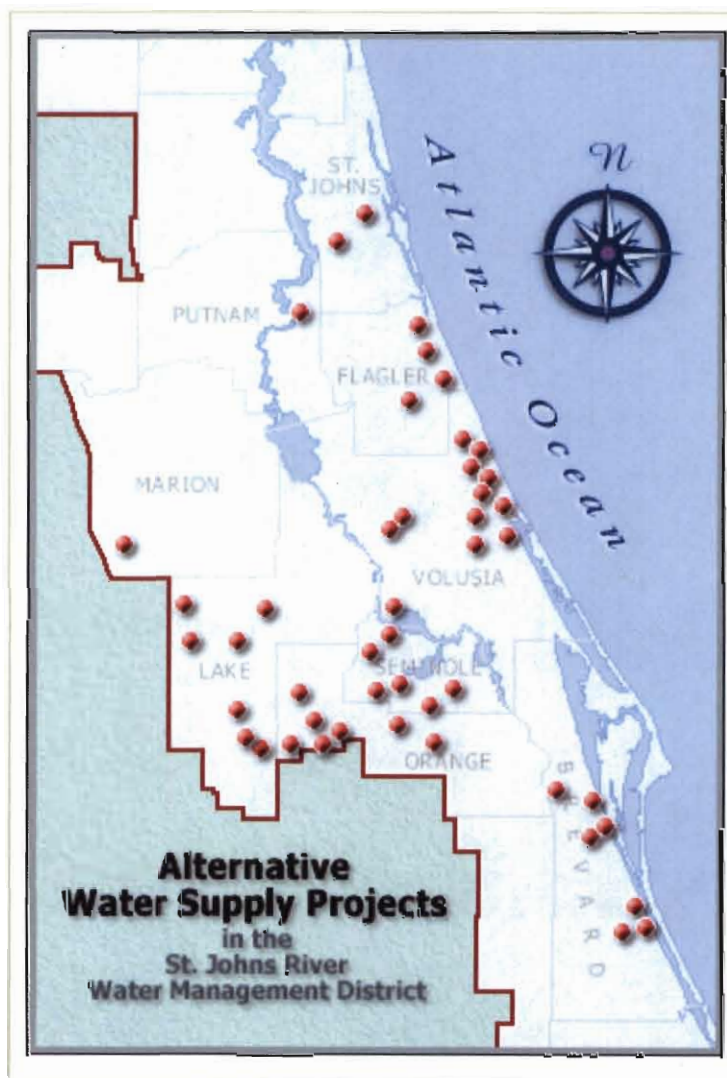 N
Atlantic Ocean
ST.
JOHNS
PUTNAM
FLAGLER
MARION
VOLUSIA
LAKE
SEMINOLE
ORANGE
BREVARD
Alternative
Water Supply Projects
in the
St. Johns River
Water Management District